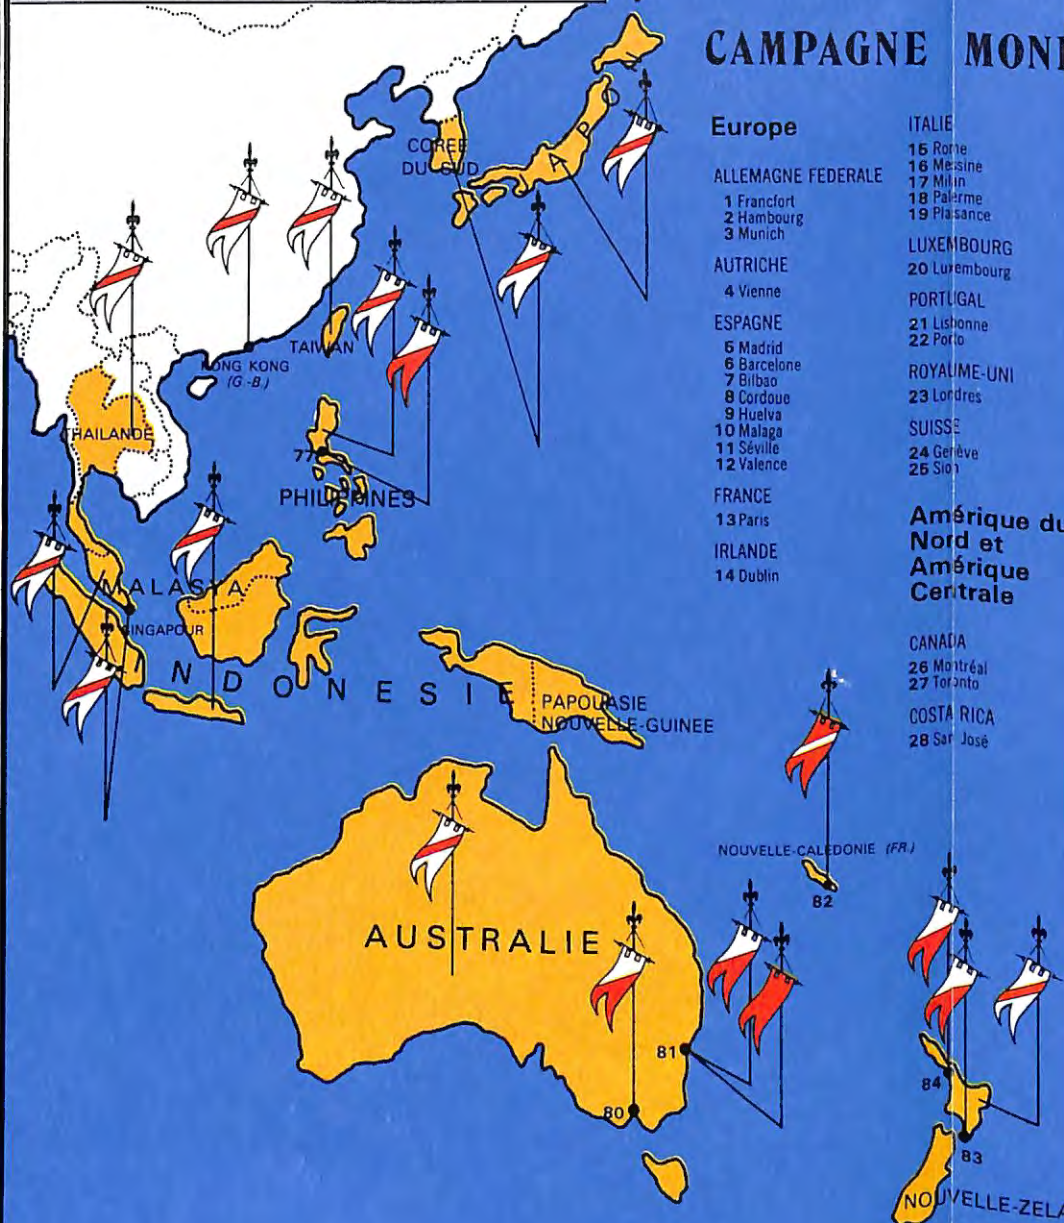 CAMPAGNE MONI
Europe
ALLEMAGNE FEDERALE
1 Francfort
2 Hambourg
3 Munich
AUTRICHE
4 Vienne
ESPAGNE
5 Madrid
6 Barcelone
7 Bilbao
8 Cordoue
9 Huelva
10 Malaga
11 Séville
12 Valence
FRANCE
13 Paris
IRLANDE
14 Dublin
ITALIE
15 Rome
16 Messine
17 Milan
18 Palerme
19 Plaisance
LUXEMBOURG
20 Luxembourg
PORTUGAL
21 Lisbonne
22 Porto
ROYAUME-UNI
23 Londres
SUISSE
24 Genève
25 Sion
Amérique du
Nord et
Amérique
Centrale
CANADA
26 Montréal
27 Toronto
COSTA RICA
28 San José
COREE
DU SUD
A P O
TAIWAN
HONG KONG
(G.-B.)
THAILANDE
77
PHILIPPINES
MALASYA
SINGAPOUR
INDONESIE
PAPOUASIE
NOUVELLE-GUINEE
NOUVELLE-CALEDONIE (FR.)
82
AUSTRALIE
81
80
84
83
NOUVELLE-ZELA